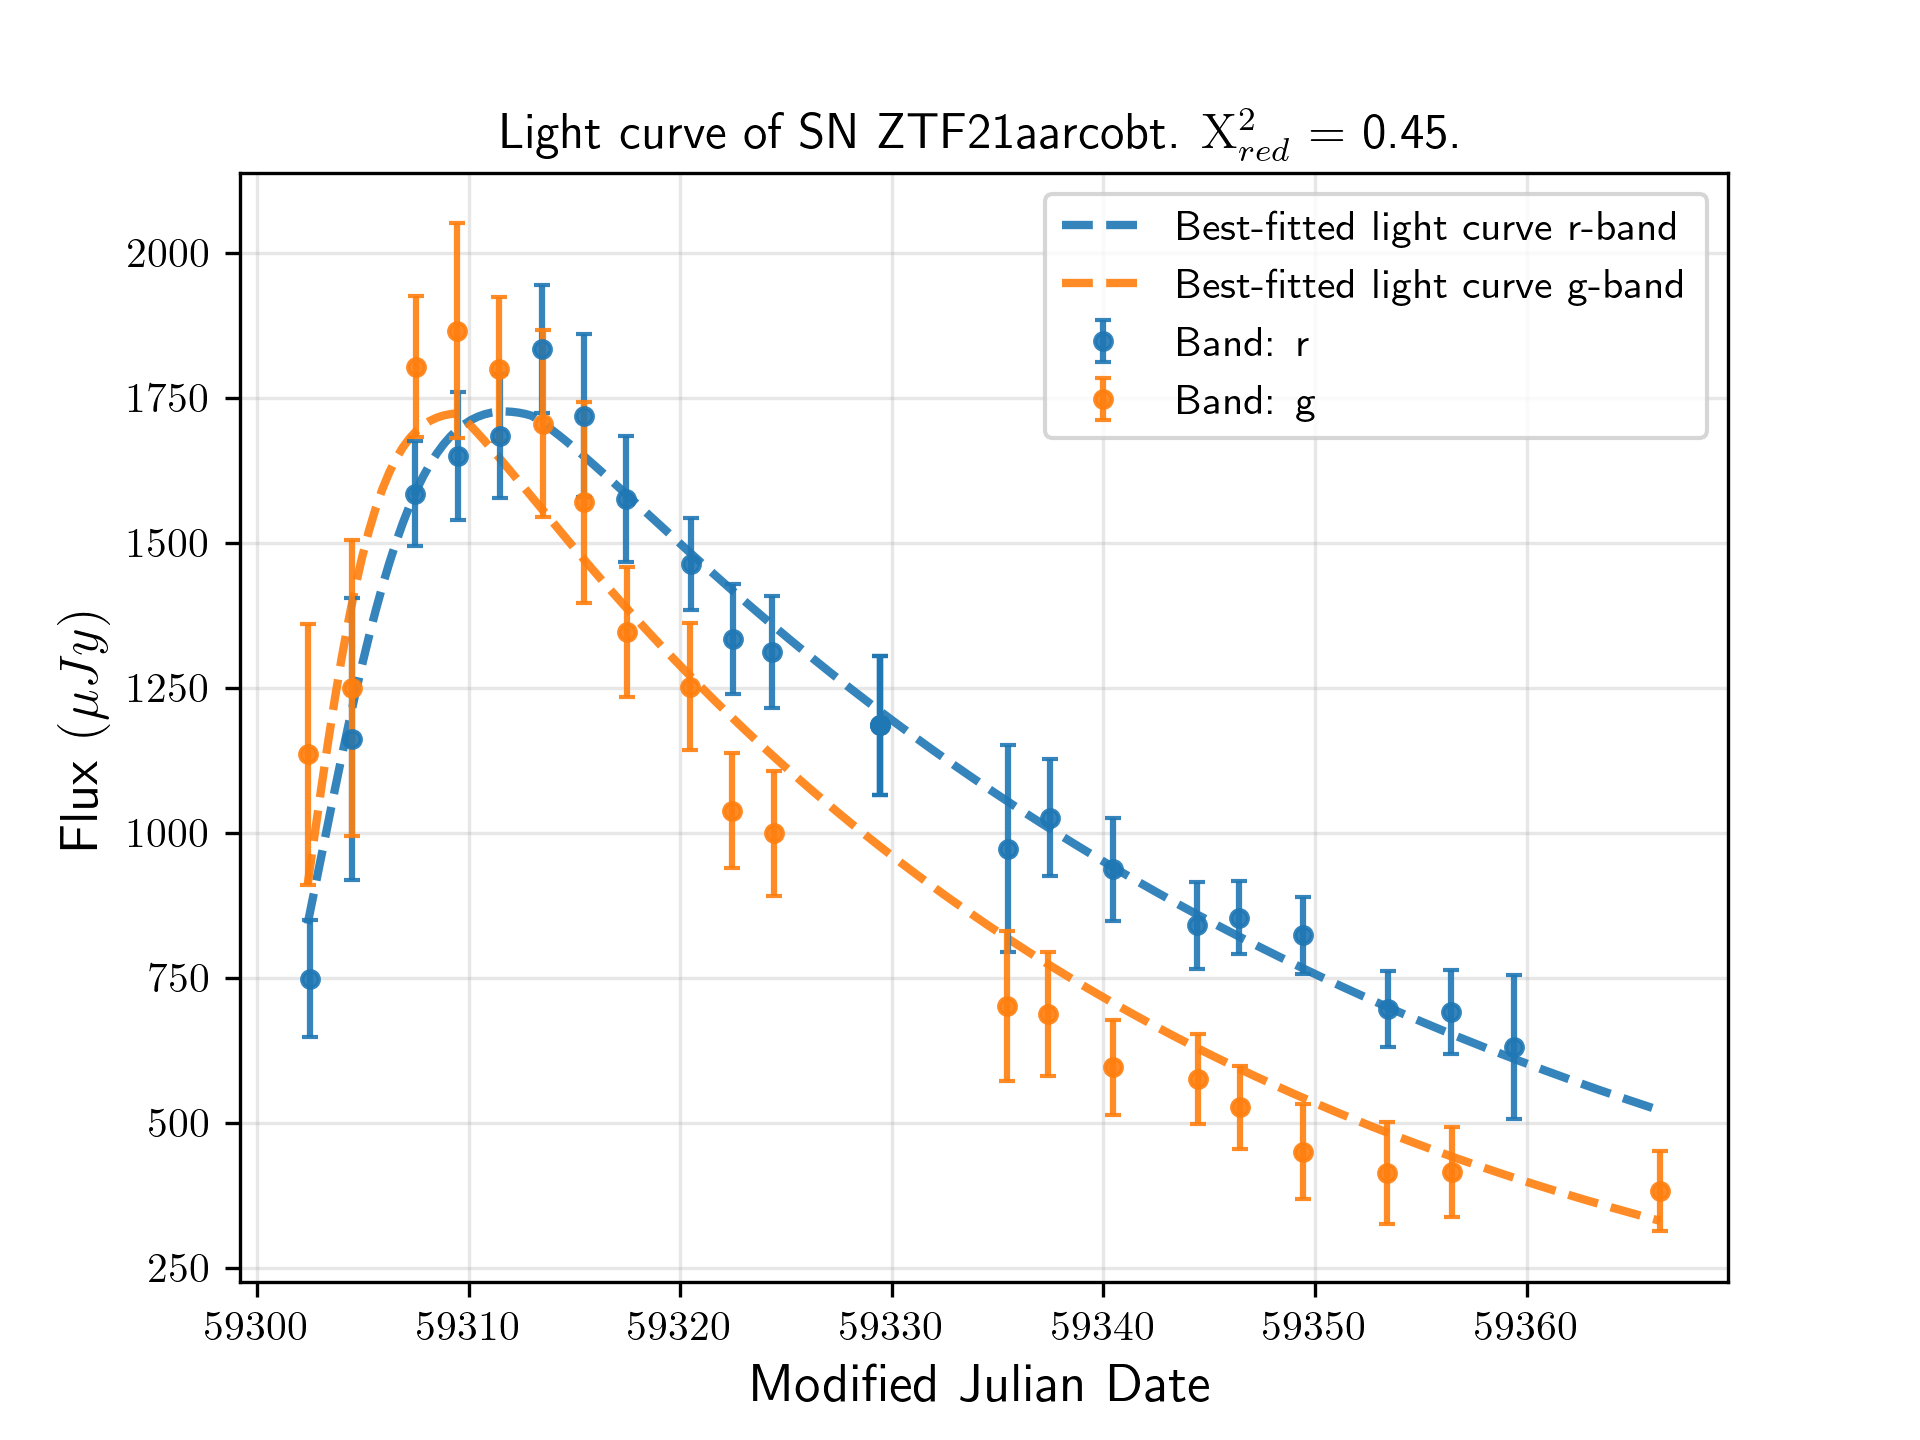 Light curve of SN ZTF21aarcobt. X²_red = 0.45.
Best-fitted light curve r-band
Best-fitted light curve g-band
Band: r
Band: g
Flux (μJy)
2000
1750
1500
1250
1000
750
500
250
59300 59310 59320 59330 59340 59350 59360
Modified Julian Date